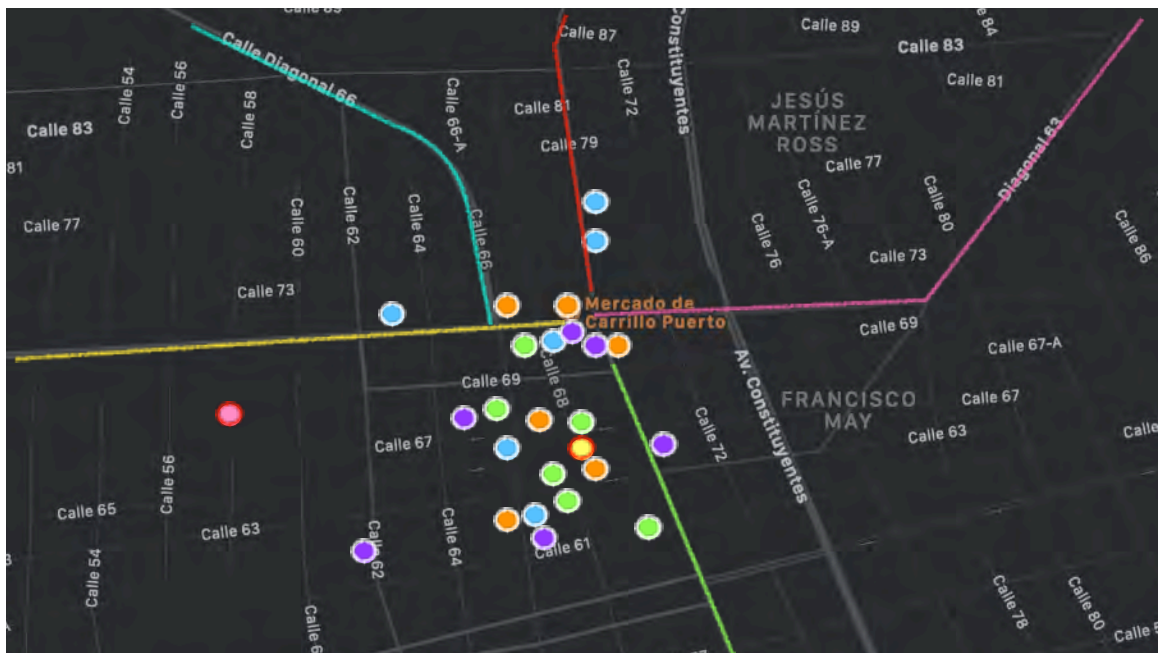 Calle 87
Calle 89
Calle 84
Calle 83
Calle Diagonal 66
Constituyentes
Calle 54
Calle 56
Calle 58
Calle 66-A
Calle 72
Calle 81
Calle 81
JESÚS
MARTÍNEZ
ROSS
Calle 83
Calle 79
81
Calle 77
Diagonal 63
Calle 77
Calle 60
Calle 62
Calle 64
Calle 66
Calle 76
Calle 76-A
Calle 80
Calle 86
Calle 73
Calle 73
Mercado de
Carrillo Puerto
Calle 69
Calle 67-A
Calle 69
Calle 68
Av. Constituyentes
FRANCISCO
MAY
Calle 67
Calle 67
Calle 72
Calle 63
Calle 56
Calle 65
Calle 63
Calle 64
Calle 61
Calle 62
Calle 54
Calle 78
Calle 80